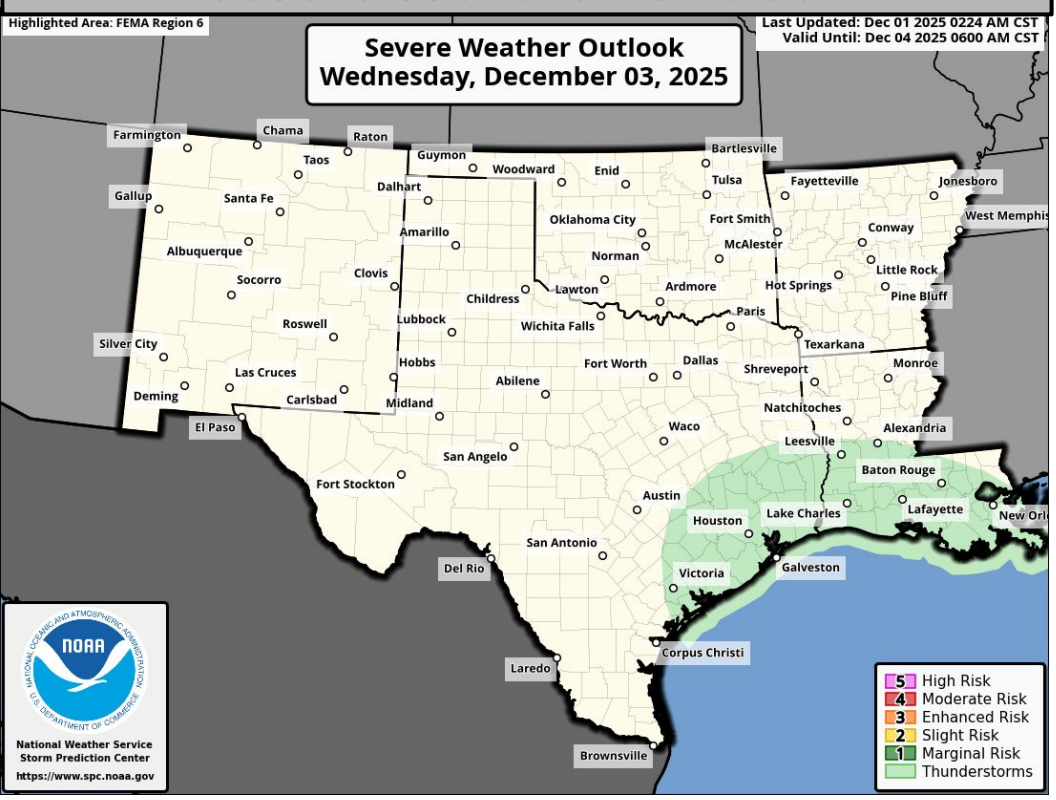 Highlighted Area: FEMA Region 6
Last Updated: Dec 01 2025 0224 AM CST
Valid Until: Dec 04 2025 0600 AM CST
Severe Weather Outlook
Wednesday, December 03, 2025
Farmington
Chama
Raton
Taos
Guymon
Woodward
Enid
Bartlesville
Tulsa
Fayetteville
Jonesboro
Gallup
Santa Fe
Dalhart
Oklahoma City
Fort Smith
Conway
West Memphis
Albuquerque
Amarillo
Norman
McAlester
Little Rock
Socorro
Clovis
Childress
Lawton
Ardmore
Hot Springs
Pine Bluff
Roswell
Lubbock
Wichita Falls
Paris
Texarkana
Silver City
Las Cruces
Hobbs
Abilene
Fort Worth
Dallas
Shreveport
Monroe
Deming
Carlsbad
Midland
Natchitoches
El Paso
Waco
Alexandria
San Angelo
Leesville
Fort Stockton
Baton Rouge
Austin
Houston
Lake Charles
Lafayette
New Orl
San Antonio
Del Rio
Victoria
Galveston
Laredo
Corpus Christi
Brownsville
NATIONAL OCEANIC AND ATMOSPHERIC ADMINISTRATION
NOAA
U.S. DEPARTMENT OF COMMERCE
National Weather Service
Storm Prediction Center
https://www.spc.noaa.gov
5 High Risk
4 Moderate Risk
3 Enhanced Risk
2 Slight Risk
1 Marginal Risk
Thunderstorms